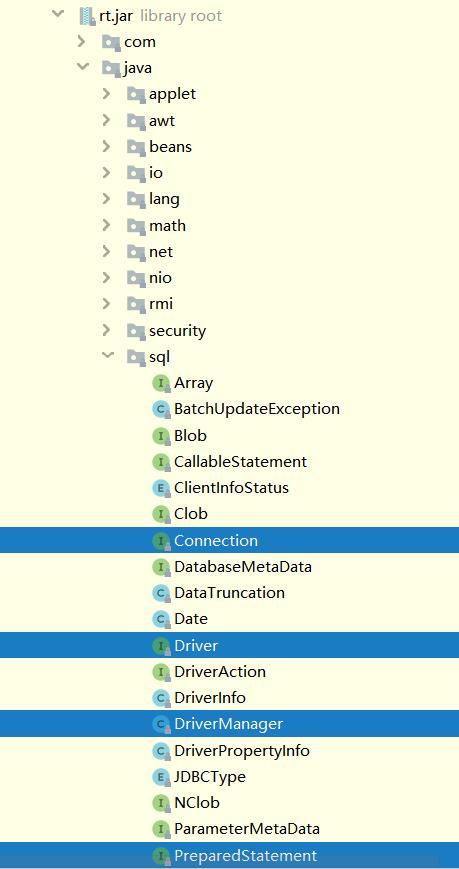 rt.jar library root
com
java
applet
awt
beans
io
lang
math
net
nio
rmi
security
sql
I Array
C BatchUpdateException
I Blob
I CallableStatement
E ClientInfoStatus
I Clob
I Connection
I DatabaseMetaData
C DataTruncation
C Date
I Driver
I DriverAction
C DriverInfo
C DriverManager
C DriverPropertyInfo
E JDBCType
I NClob
I ParameterMetaData
I PreparedStatement